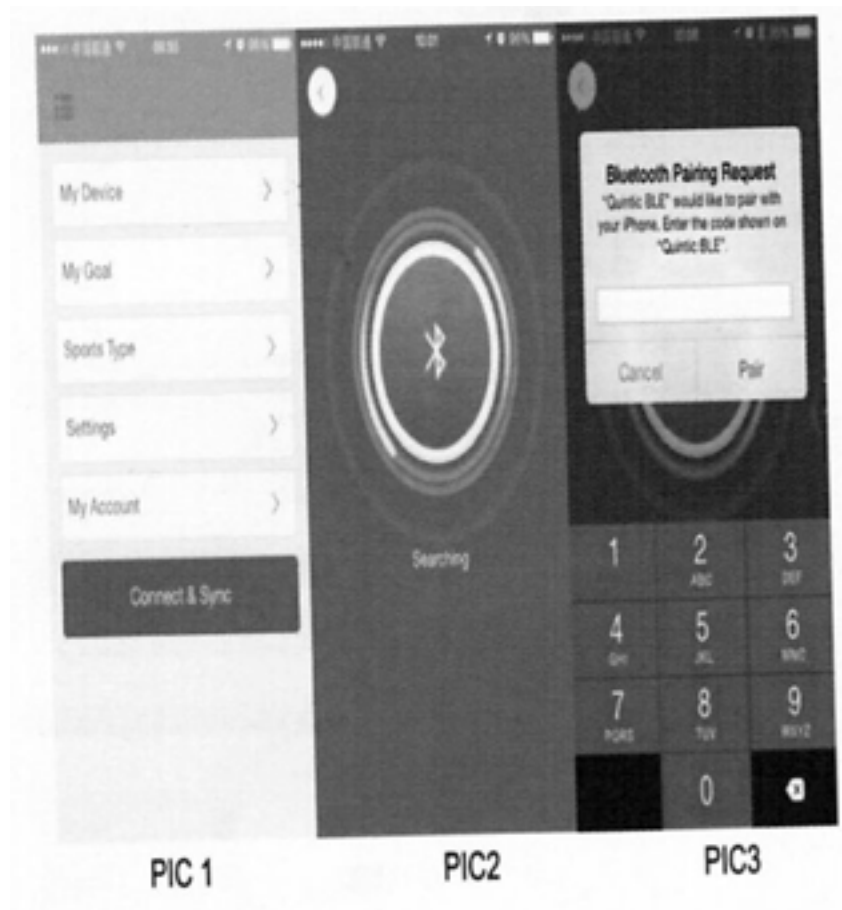 My Device
My Goal
Sports Type
Settings
My Account
Connect & Sync
PIC 1
10:01
Searching
PIC2
Bluetooth Pairing Request
"Quintic BLE" would like to pair with
your iPhone. Enter the code shown on
"Quintic BLE".
Cancel Pair
1 2 3
ABC DEF
4 5 6
GHI JKL MNO
7 8 9
PQRS TUV WXYZ
0
PIC3